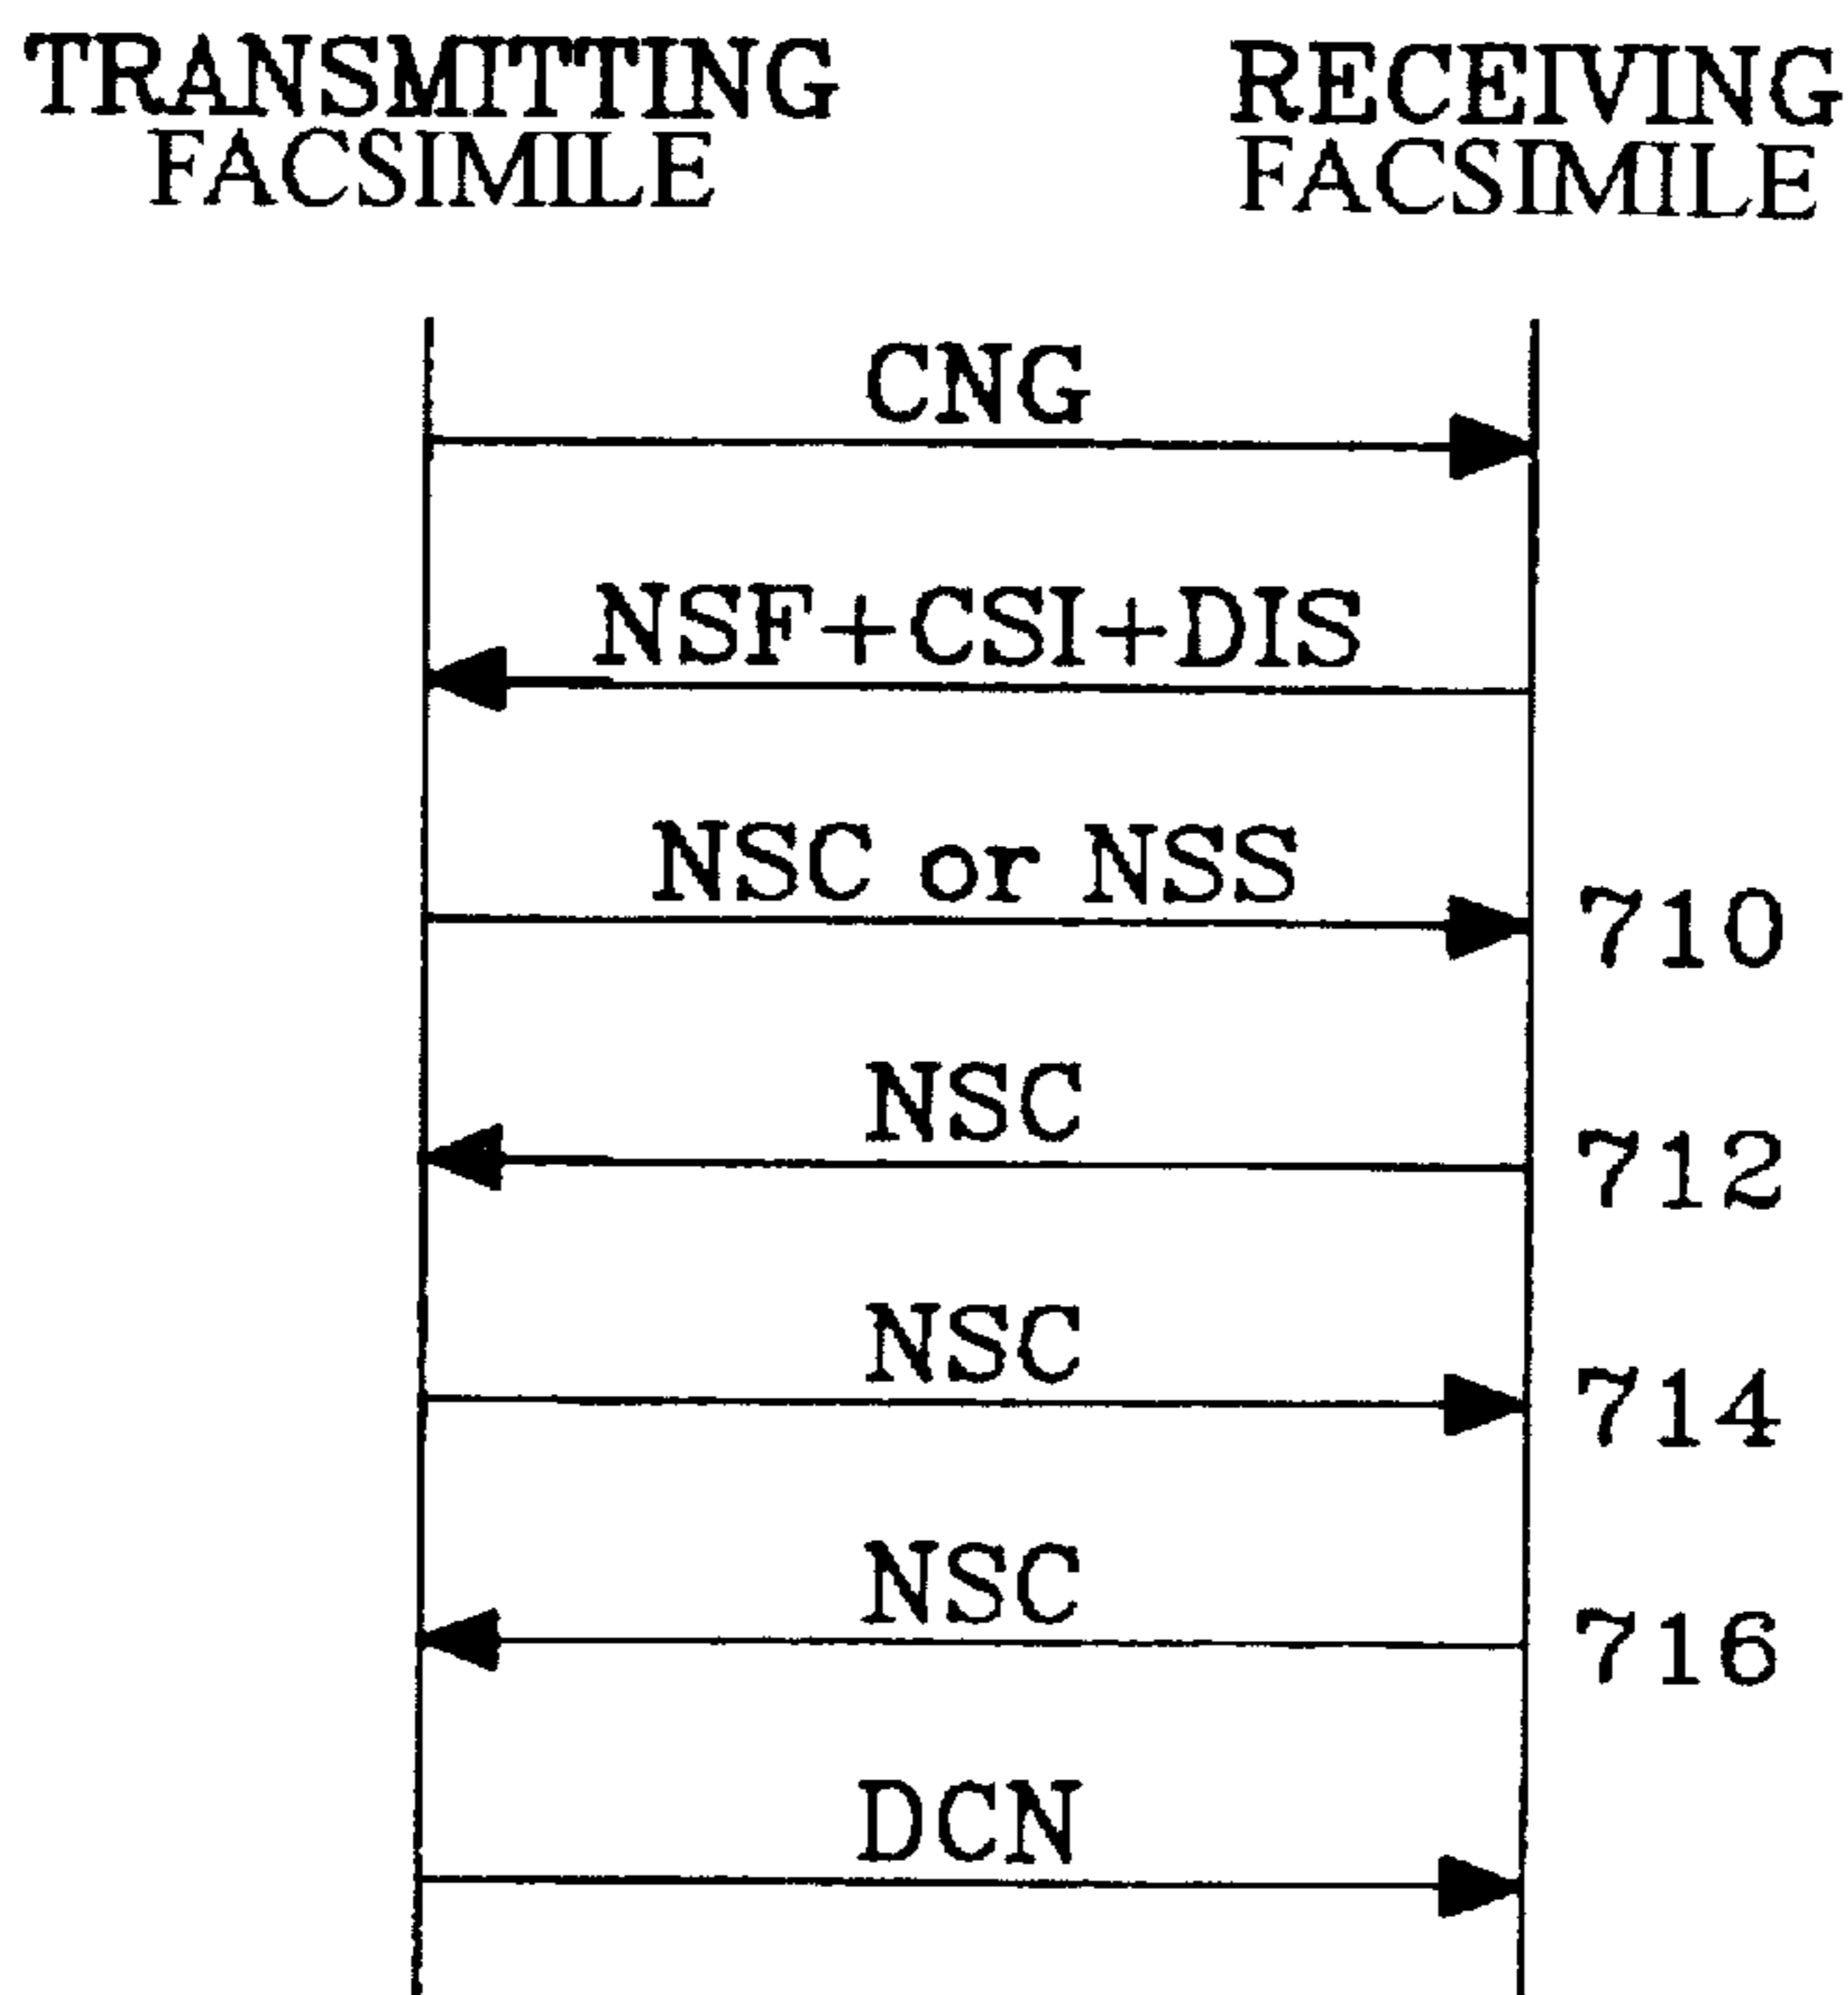 TRANSMITTING
FACSIMILE
RECEIVING
FACSIMILE
CNG
NSF+CSI+DIS
NSC or NSS
710
NSC
712
NSC
714
NSC
716
DCN